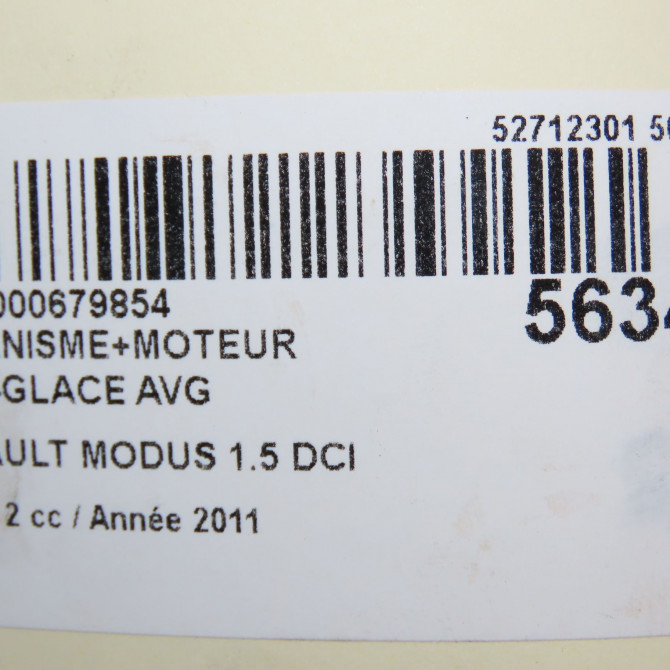 52712301 50
000679854
5634
NISME+MOTEUR
-GLACE AVG
AULT MODUS 1.5 DCI
2 cc / Année 2011